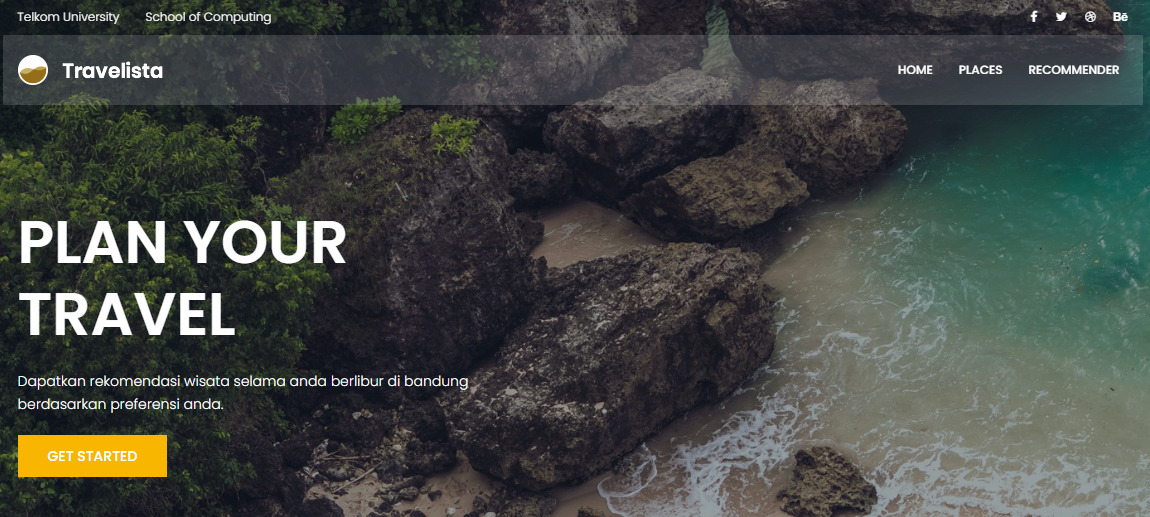 Telkom University School of Computing
Travelista HOME PLACES RECOMMENDER
PLAN YOUR
TRAVEL
Dapatkan rekomendasi wisata selama anda berlibur di bandung
berdasarkan preferensi anda.
GET STARTED